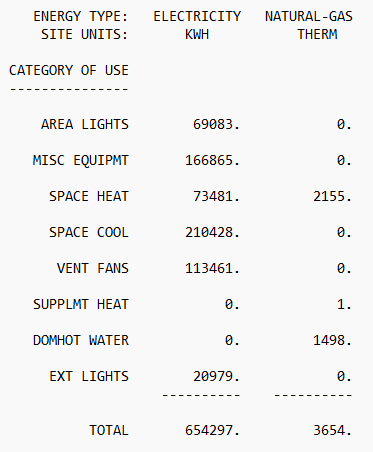 ENERGY TYPE: ELECTRICITY NATURAL-GAS
SITE UNITS: KWH THERM
CATEGORY OF USE
---------------
AREA LIGHTS 69083. 0.
MISC EQUIPMT 166865. 0.
SPACE HEAT 73481. 2155.
SPACE COOL 210428. 0.
VENT FANS 113461. 0.
SUPPLMT HEAT 0. 1.
DOMHOT WATER 0. 1498.
EXT LIGHTS 20979. 0.
---------- ----------
TOTAL 654297. 3654.